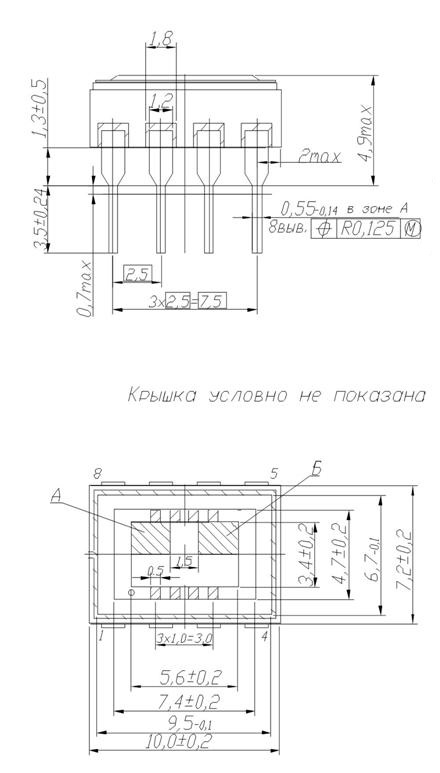 1,8
1,2
1,3±0,5
4,9max
2max
3,5±0,24
0,7max
0,55-0,14 в зоне А
8выв. R0,125 M
2,5
3x2,5=7,5
Крышка условно не показана
8
5
А
Б
1,5
0,5
3,4±0,2
4,7±0,2
6,7-0,1
7,2±0,2
1
4
3x1,0=3,0
5,6±0,2
7,4±0,2
9,5-0,1
10,0±0,2